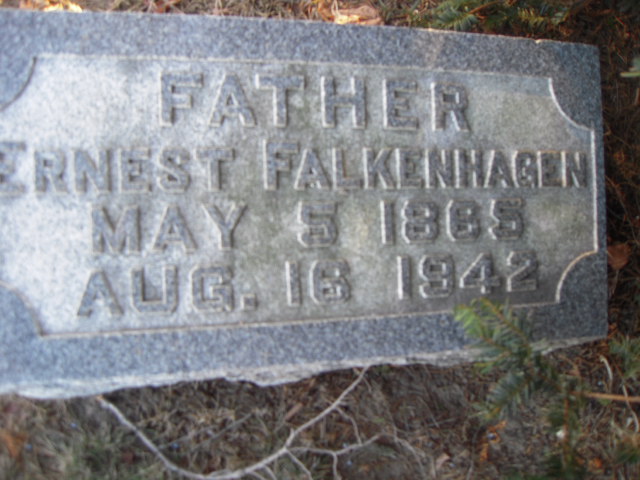 FATHER
ERNEST FALKENHAGEN
MAY 5 1865
AUG. 16 1942